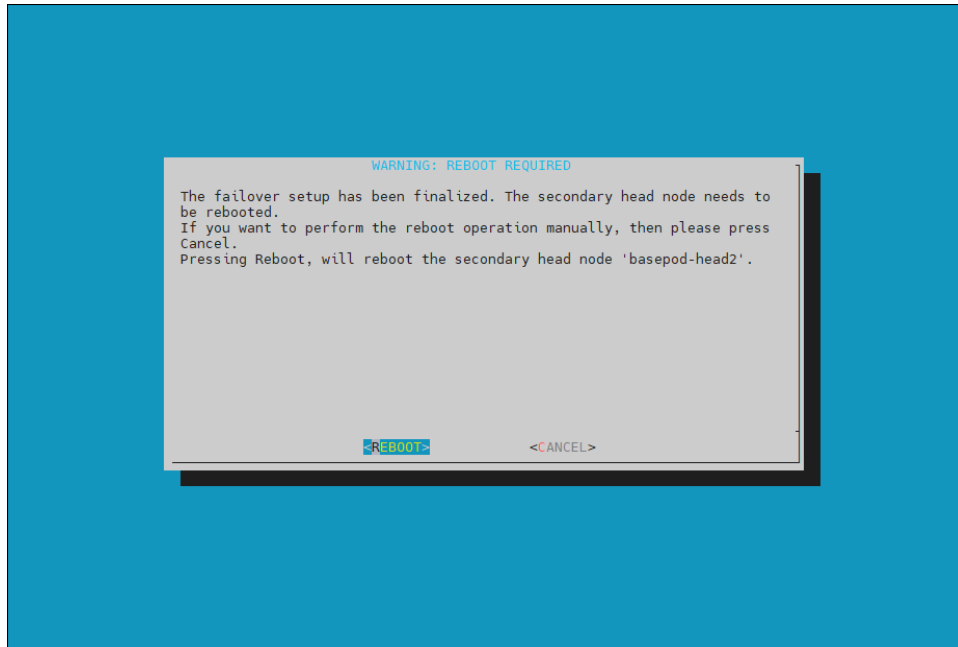 WARNING: REBOOT REQUIRED
The failover setup has been finalized. The secondary head node needs to
be rebooted.
If you want to perform the reboot operation manually, then please press
Cancel.
Pressing Reboot, will reboot the secondary head node 'basepod-head2'.
<REBOOT> <CANCEL>